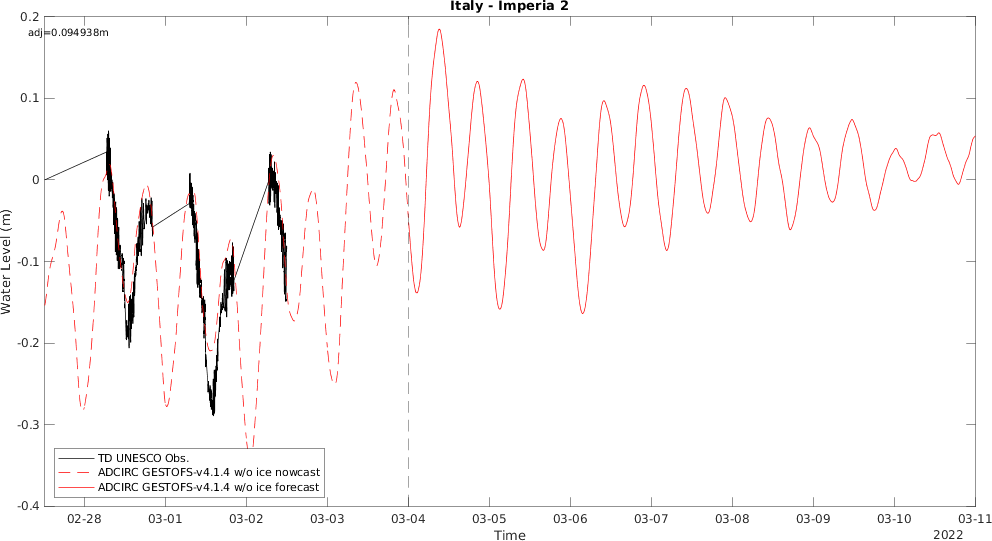 Italy - Imperia 2
adj=0.094938m
0.2
0.1
0
-0.1
-0.2
-0.3
-0.4
Water Level (m)
TD UNESCO Obs.
ADCIRC GESTOFS-v4.1.4 w/o ice nowcast
ADCIRC GESTOFS-v4.1.4 w/o ice forecast
02-28 03-01 03-02 03-03 03-04 03-05 03-06 03-07 03-08 03-09 03-10 03-11
Time
2022